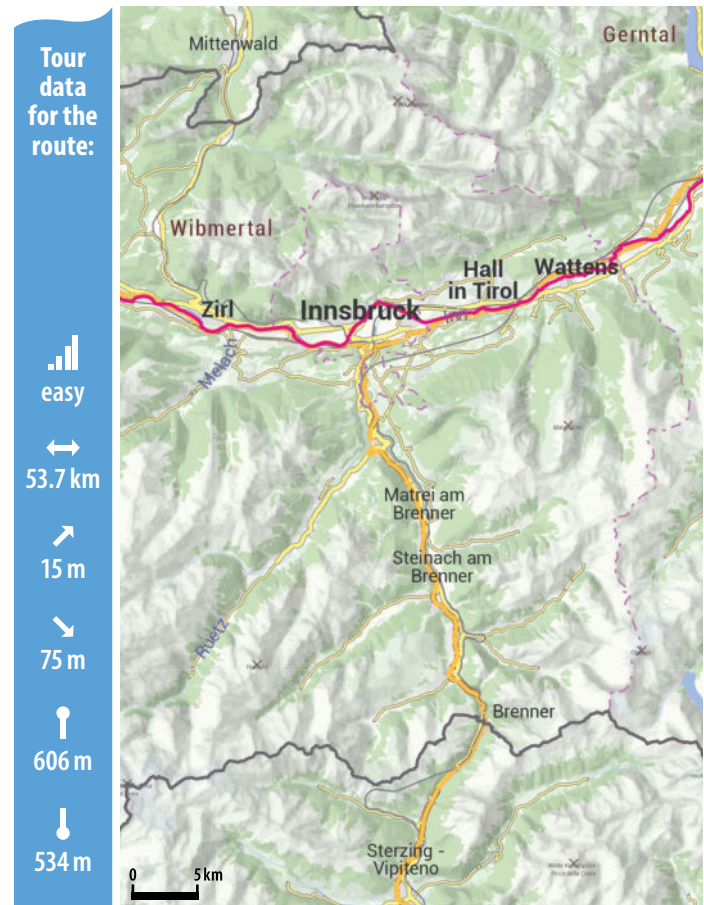 Tour
data
for the
route:
easy
53.7 km
15 m
75 m
606 m
534 m
Mittenwald
Gerntal
Wibmertal
Hall
in Tirol
Wattens
Zirl
Innsbruck
Inn
Melach
Matrei am
Brenner
Steinach am
Brenner
Ruetz
Brenner
Sterzing -
Vipiteno
0
5 km